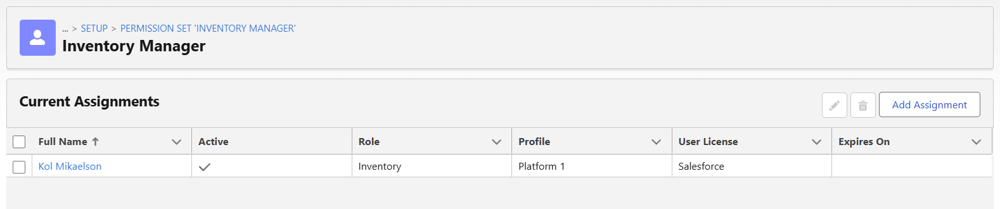 ... > SETUP > PERMISSION SET 'INVENTORY MANAGER'
Inventory Manager
Current Assignments
Add Assignment
Full Name ↑ Active Role Profile User License Expires On
Kol Mikaelson ✓ Inventory Platform 1 Salesforce